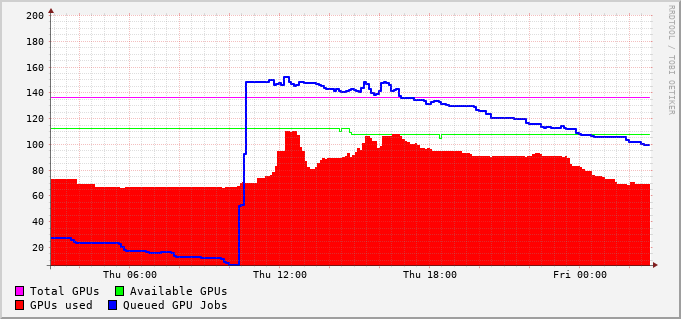 200
180
160
140
120
100
80
60
40
20
Thu 06:00 Thu 12:00 Thu 18:00 Fri 00:00
Total GPUs Available GPUs
GPUs used Queued GPU Jobs
RRDTOOL / TOBI OETIKER